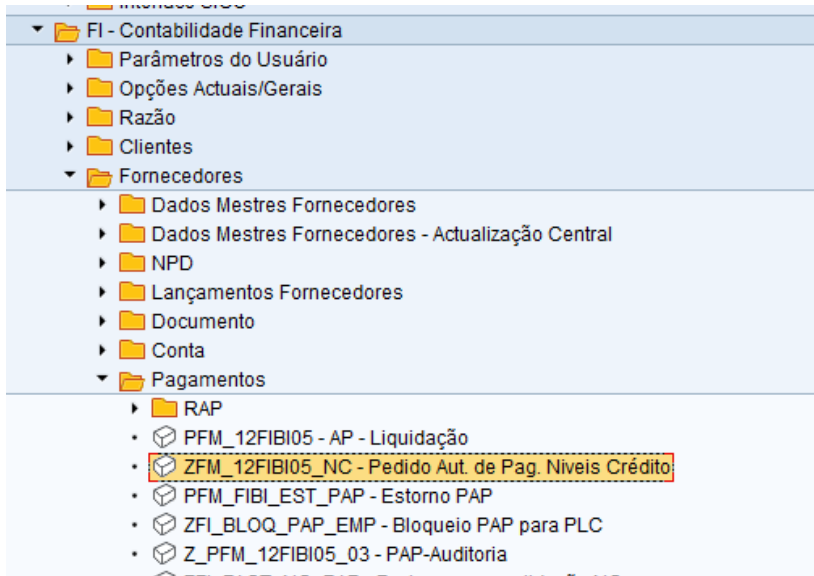 FI - Contabilidade Financeira
Parâmetros do Usuário
Opções Actuais/Gerais
Razão
Clientes
Fornecedores
Dados Mestres Fornecedores
Dados Mestres Fornecedores - Actualização Central
NPD
Lançamentos Fornecedores
Documento
Conta
Pagamentos
RAP
PFM_12FIBI05 - AP - Liquidação
ZFM_12FIBI05_NC - Pedido Aut. de Pag. Niveis Crédito
PFM_FIBI_EST_PAP - Estorno PAP
ZFI_BLOQ_PAP_EMP - Bloqueio PAP para PLC
Z_PFM_12FIBI05_03 - PAP-Auditoria